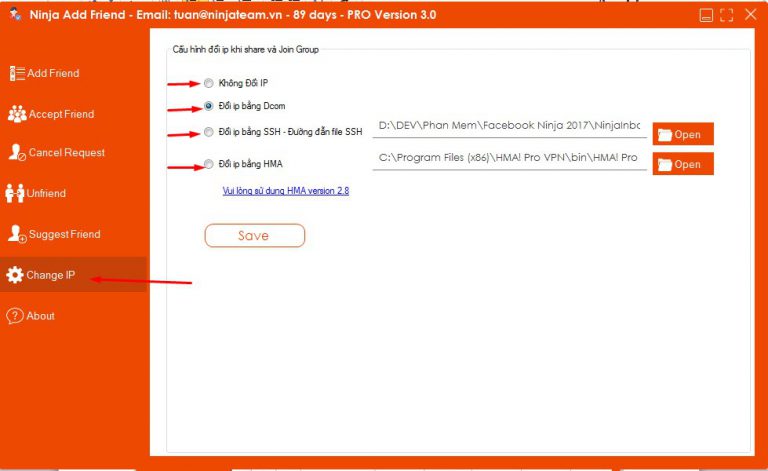 Ninja Add Friend - Email: tuan@ninjateam.vn - 89 days - PRO Version 3.0
Add Friend
Accept Friend
Cancel Request
Unfriend
Suggest Friend
Change IP
About
Cấu hình đổi ip khi share và Join Group
Không Đổi IP
Đổi ip bằng Dcom
Đổi ip bằng SSH - Đường dẫn file SSH
D:\DEV\Phan Mem\Facebook Ninja 2017\NinjaInbo
Open
Đổi ip bằng HMA
C:\Program Files (x86)\HMA! Pro VPN\bin\HMA! Pro
Open
Vui lòng sử dụng HMA version 2.8
Save